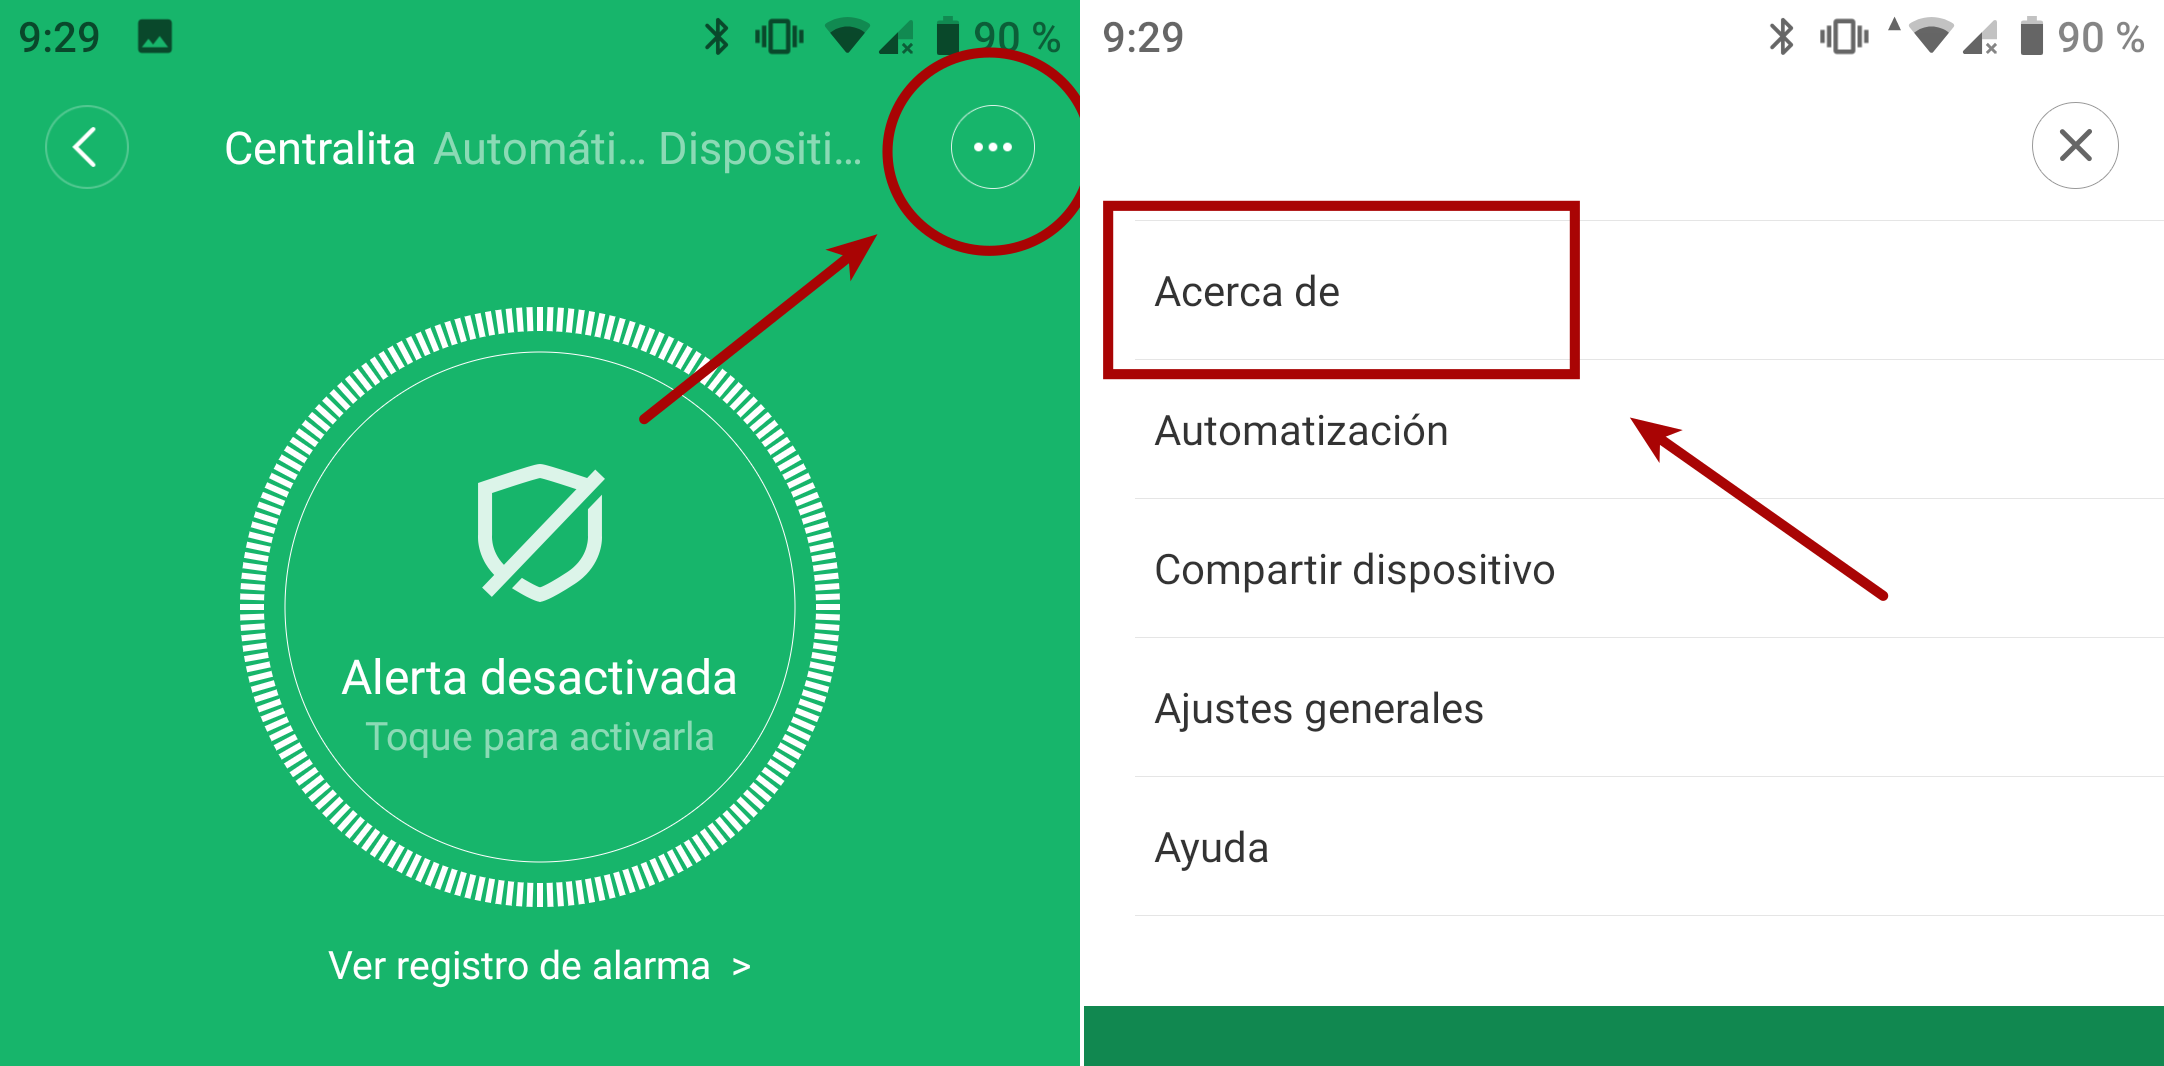 9:29 90 %
Centralita Automáti... Dispositi...
Alerta desactivada
Toque para activarla
Ver registro de alarma >
9:29 90 %
Acerca de
Automatización
Compartir dispositivo
Ajustes generales
Ayuda